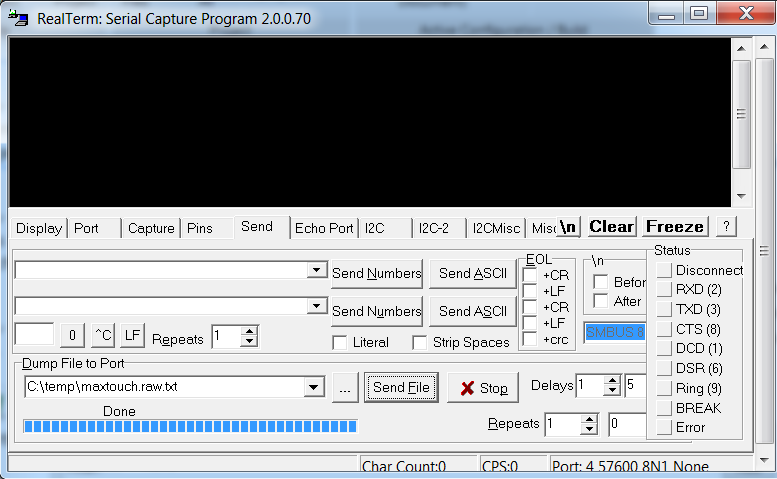 RealTerm: Serial Capture Program 2.0.0.70
Display Port Capture Pins Send Echo Port I2C I2C-2 I2CMisc Misc \n Clear Freeze ?
Status
EOL \n
Send Numbers Send ASCII +CR Befor Disconnect
+LF After RXD (2)
Send Numbers Send ASCII +CR TXD (3)
+LF SMBUS 8 CTS (8)
0 ^C LF Repeats 1 Literal Strip Spaces +crc DCD (1)
Dump File to Port DSR (6)
C:\temp\maxtouch.raw.txt ... Send File Stop Delays 1 5 Ring (9)
Done BREAK
Repeats 1 0 Error
Char Count:0 CPS:0 Port: 4 57600 8N1 None